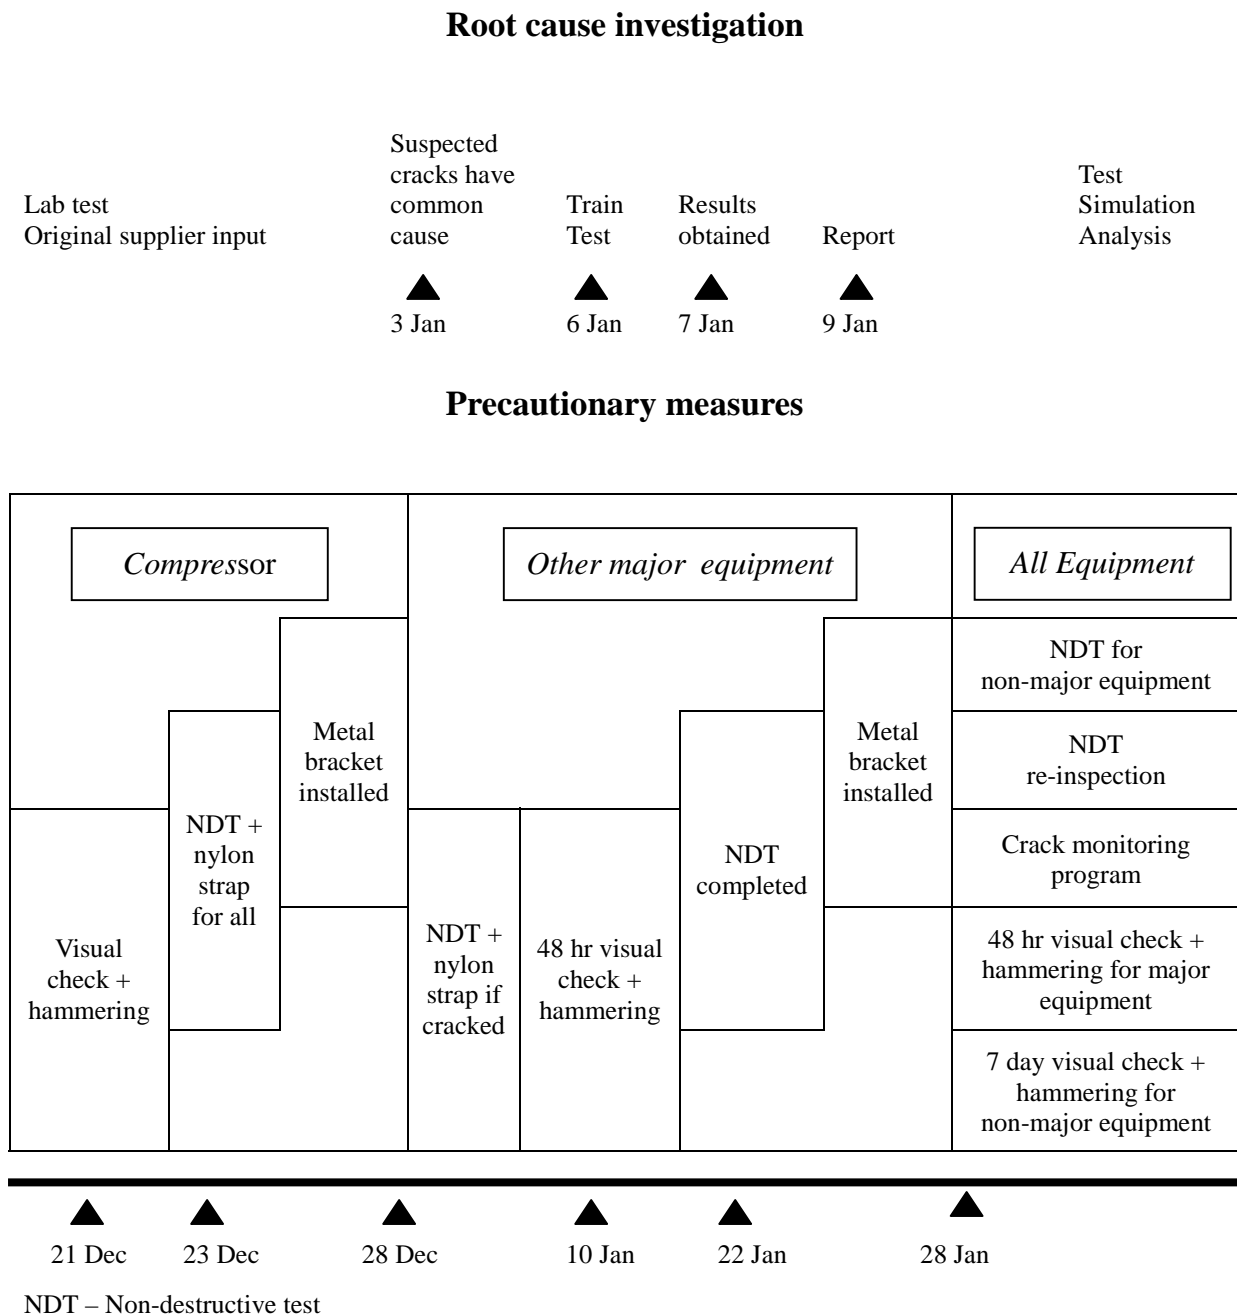 Root cause investigation
Lab test
Original supplier input
Suspected
cracks have
common
cause
Train
Test
Results
obtained
Report
Test
Simulation
Analysis
3 Jan
6 Jan
7 Jan
9 Jan
Precautionary measures
Compressor
Other major equipment
All Equipment
Visual
check +
hammering
NDT +
nylon
strap
for all
Metal
bracket
installed
NDT +
nylon
strap if
cracked
48 hr visual
check +
hammering
NDT
completed
Metal
bracket
installed
NDT for
non-major equipment
NDT
re-inspection
Crack monitoring
program
48 hr visual check +
hammering for major
equipment
7 day visual check +
hammering for
non-major equipment
21 Dec
23 Dec
28 Dec
10 Jan
22 Jan
28 Jan
NDT – Non-destructive test